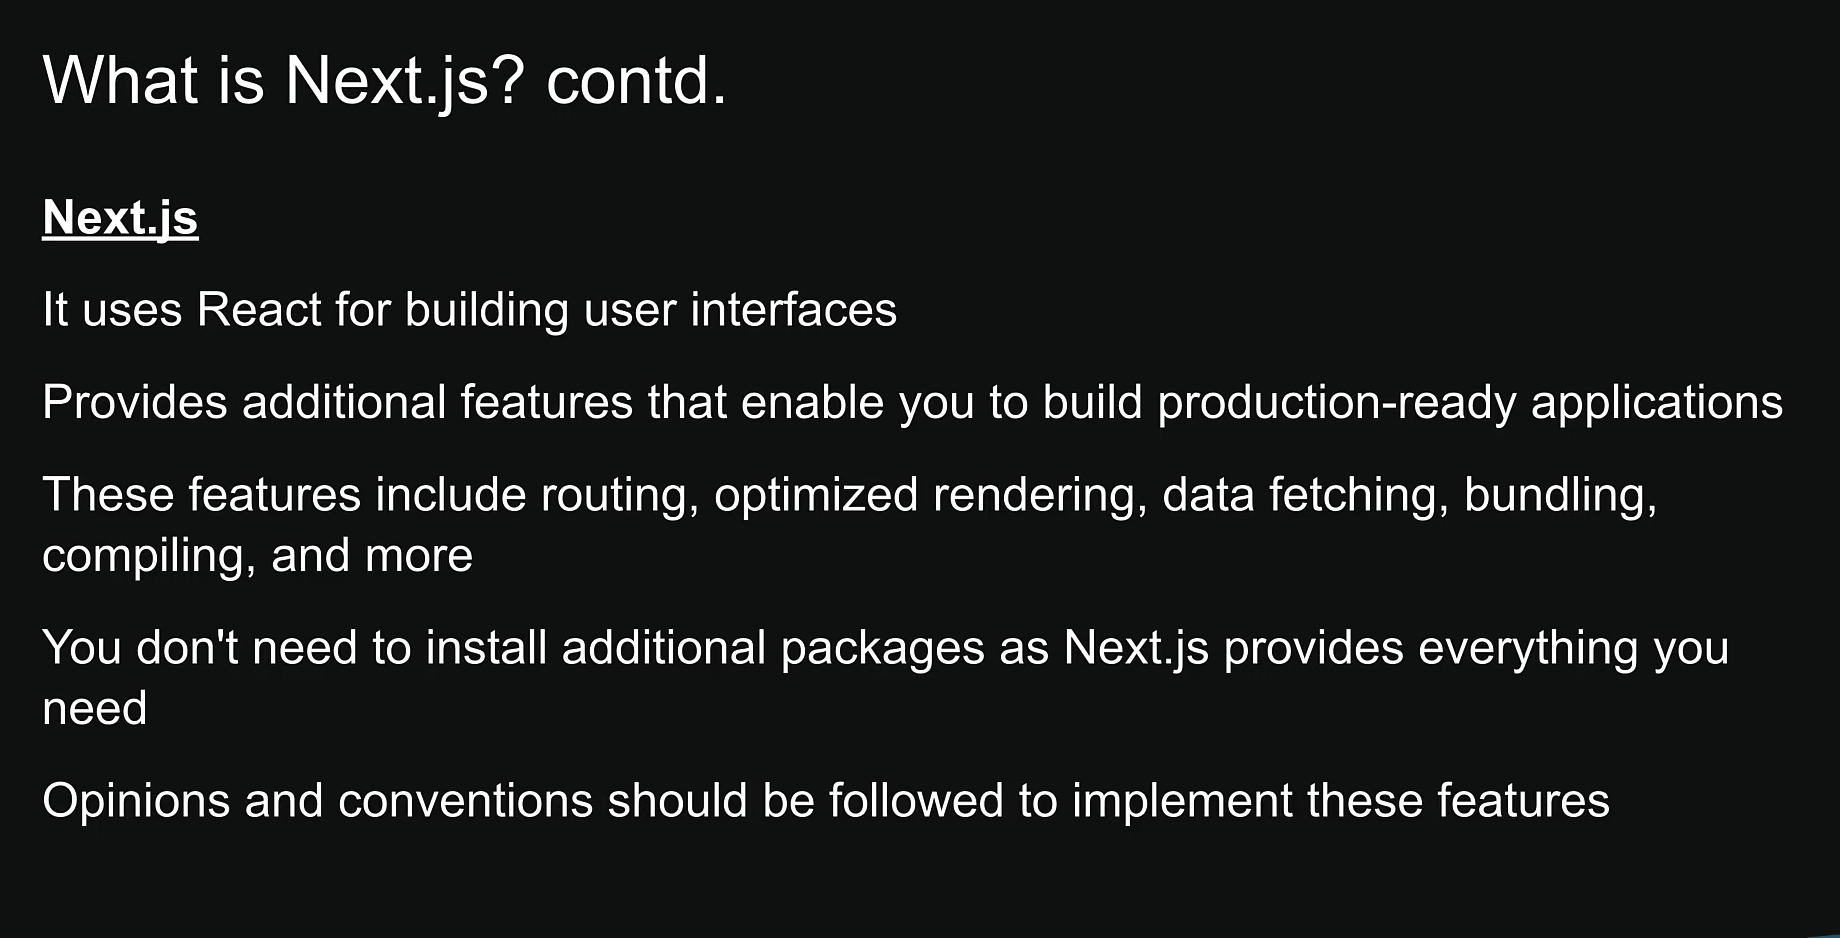 What is Next.js? contd.
Next.js
It uses React for building user interfaces
Provides additional features that enable you to build production-ready applications
These features include routing, optimized rendering, data fetching, bundling,
compiling, and more
You don't need to install additional packages as Next.js provides everything you
need
Opinions and conventions should be followed to implement these features